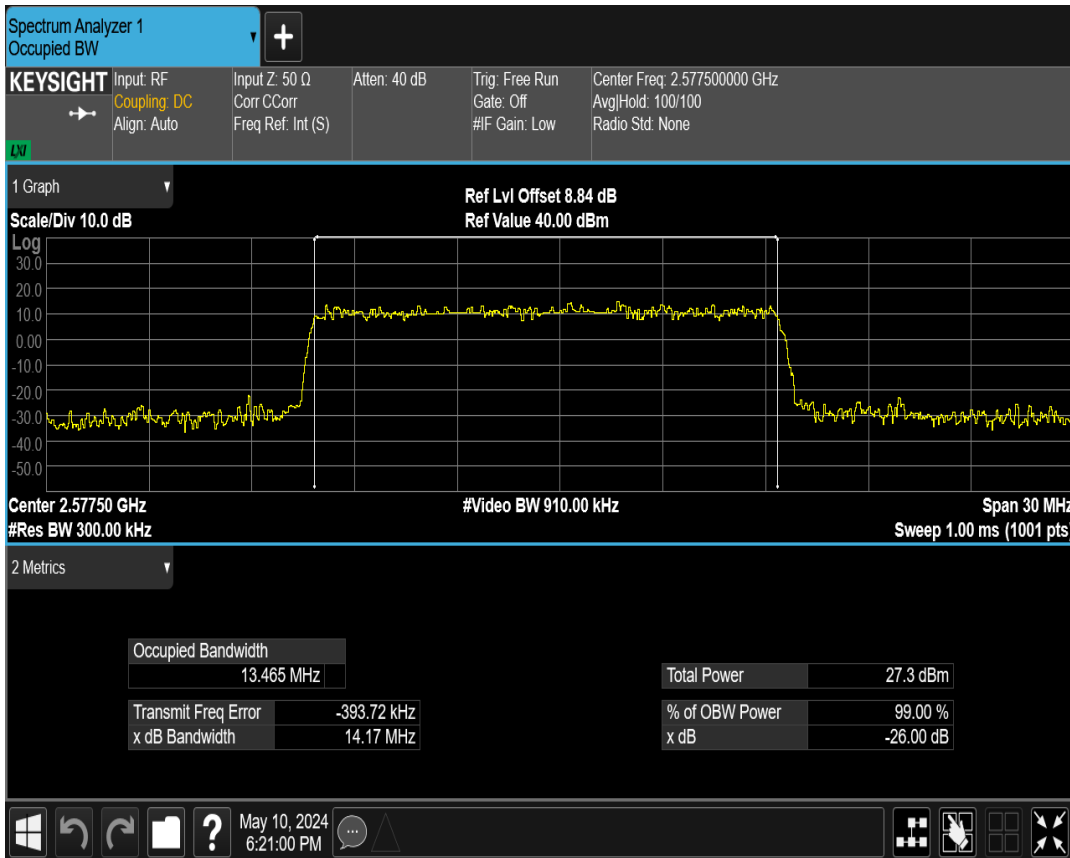 Spectrum Analyzer 1
Occupied BW
KEYSIGHT
LXI
Input: RF
Coupling: DC
Align: Auto
Input Z: 50 Ω
Corr CCorr
Freq Ref: Int (S)
Atten: 40 dB
Trig: Free Run
Gate: Off
#IF Gain: Low
Center Freq: 2.577500000 GHz
Avg|Hold: 100/100
Radio Std: None
1 Graph
Ref Lvl Offset 8.84 dB
Scale/Div 10.0 dB
Ref Value 40.00 dBm
Log
30.0
20.0
10.0
0.00
-10.0
-20.0
-30.0
-40.0
-50.0
Center 2.57750 GHz
#Video BW 910.00 kHz
Span 30 MHz
#Res BW 300.00 kHz
Sweep 1.00 ms (1001 pts)
2 Metrics
Occupied Bandwidth
13.465 MHz
Total Power 27.3 dBm
Transmit Freq Error -393.72 kHz
% of OBW Power 99.00 %
x dB Bandwidth 14.17 MHz
x dB -26.00 dB
May 10, 2024
6:21:00 PM